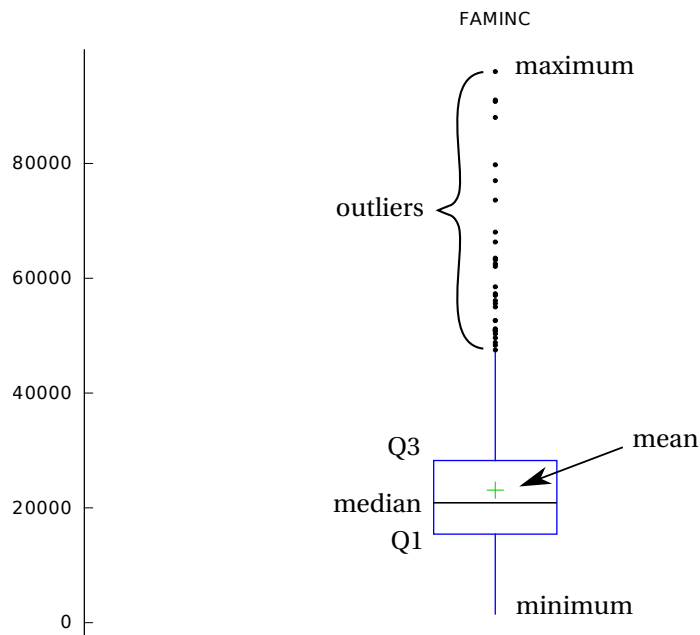 FAMINC
maximum
80000
outliers
60000
40000
mean
Q3
median
20000
Q1
minimum
0